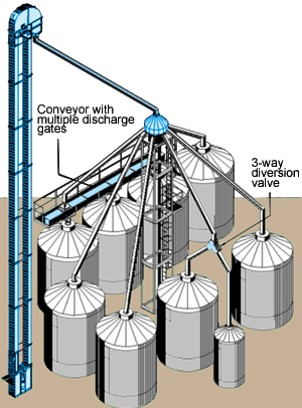 Conveyor with
multiple discharge
gates
3-way
diversion
valve